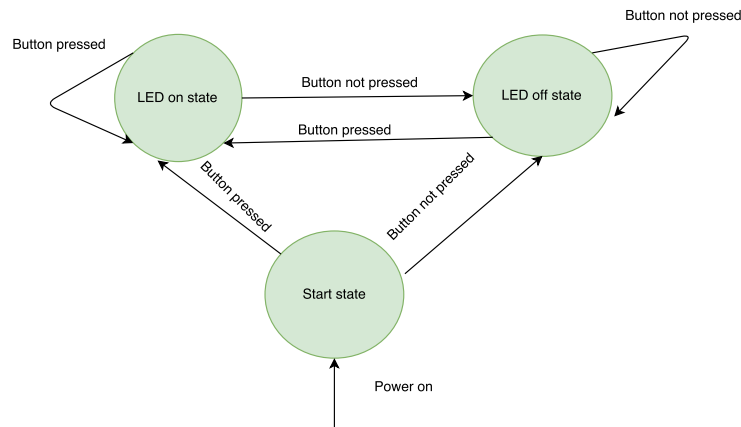 Button not pressed
Button pressed
LED on state
Button not pressed
LED off state
Button pressed
Button pressed
Button not pressed
Start state
Power on